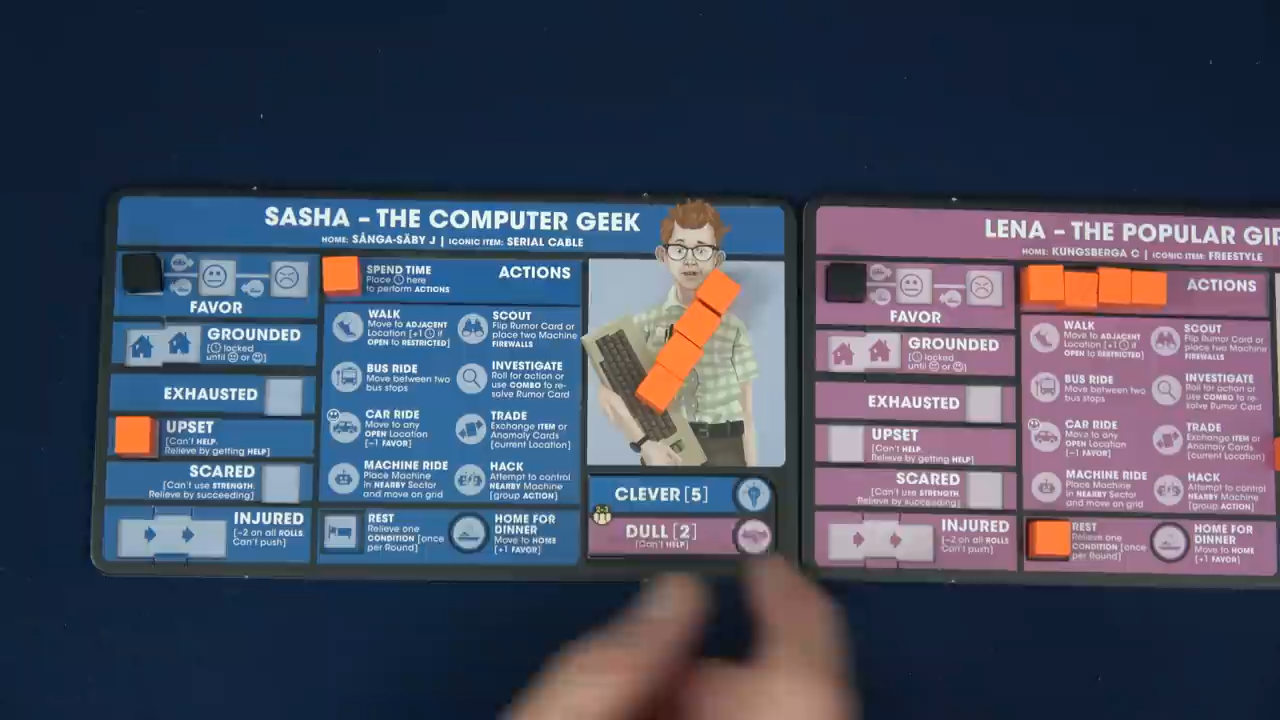 SASHA – THE COMPUTER GEEK
HOME: SÅNGA-SÄBY J | ICONIC ITEM: SERIAL CABLE
FAVOR
GROUNDED
locked
until
EXHAUSTED
UPSET
[Can't HELP.
Relieve by getting HELP]
SCARED
[Can't use STRENGTH.
Relieve by succeeding]
INJURED
[-2 on all ROLLS.
Can't push]
SPEND TIME
Place here
to perform ACTIONS
ACTIONS
WALK
Move to ADJACENT
Location [+1 if
OPEN to RESTRICTED]
BUS RIDE
Move between two
bus stops
CAR RIDE
Move to any
OPEN Location
[-1 FAVOR]
MACHINE RIDE
Place Machine
in NEARBY Sector
and move on grid
REST
Relieve one
CONDITION [once
per Round]
SCOUT
Flip Rumor Card or
place two Machine
FIREWALLS
INVESTIGATE
Roll for action or
use COMBO to re-
solve Rumor Card
TRADE
Exchange ITEM or
Anomaly Cards
[current Location]
HACK
Attempt to control
NEARBY Machine
[group ACTION]
HOME FOR
DINNER
Move to HOME
[+1 FAVOR]
CLEVER [5]
2-3
DULL [2]
[Can't HELP]
LENA – THE POPULAR GI
HOME: KUNGSBERGA C | ICONIC ITEM: FREESTYLE
FAVOR
GROUNDED
locked
until
EXHAUSTED
UPSET
[Can't HELP.
Relieve by getting HELP]
SCARED
[Can't use STRENGTH.
Relieve by succeeding]
INJURED
[-2 on all ROLLS.
Can't push]
ACTIONS
WALK
Move to ADJACENT
Location [+1 if
OPEN to RESTRICTED]
BUS RIDE
Move between two
bus stops
CAR RIDE
Move to any
OPEN Location
[-1 FAVOR]
MACHINE RIDE
Place Machine
in NEARBY Sector
and move on grid
REST
Relieve one
CONDITION [once
per Round]
SCOUT
Flip Rumor Card or
place two Machine
FIREWALLS
INVESTIGATE
Roll for action or
use COMBO to re-
solve Rumor Card
TRADE
Exchange ITEM or
Anomaly Cards
[current Location]
HACK
Attempt to control
NEARBY Machine
[group ACTION]
HOME FOR
DINNER
Move to HOME
[+1 FAVOR]